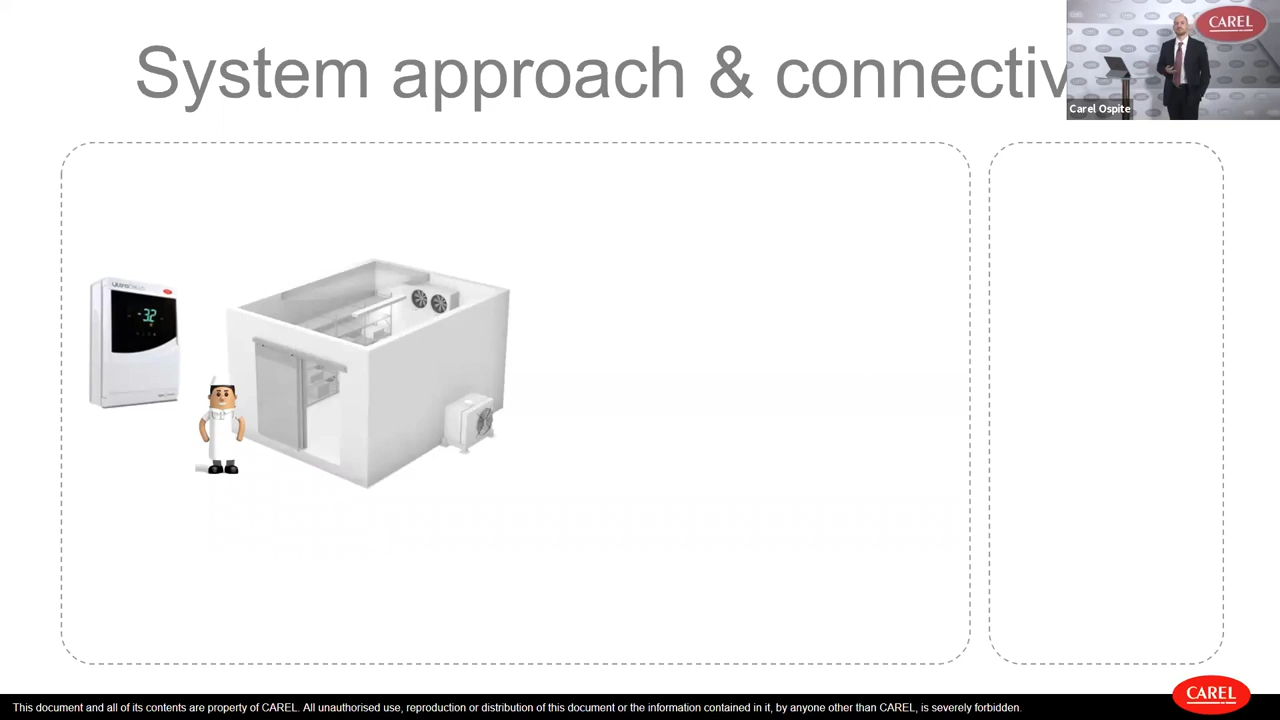 System approach & connectiv
CAREL
Carel Ospite
-3.2
This document and all of its contents are property of CAREL. All unauthorised use, reproduction or distribution of this document or the information contained in it, by anyone other than CAREL, is severely forbidden.
CAREL